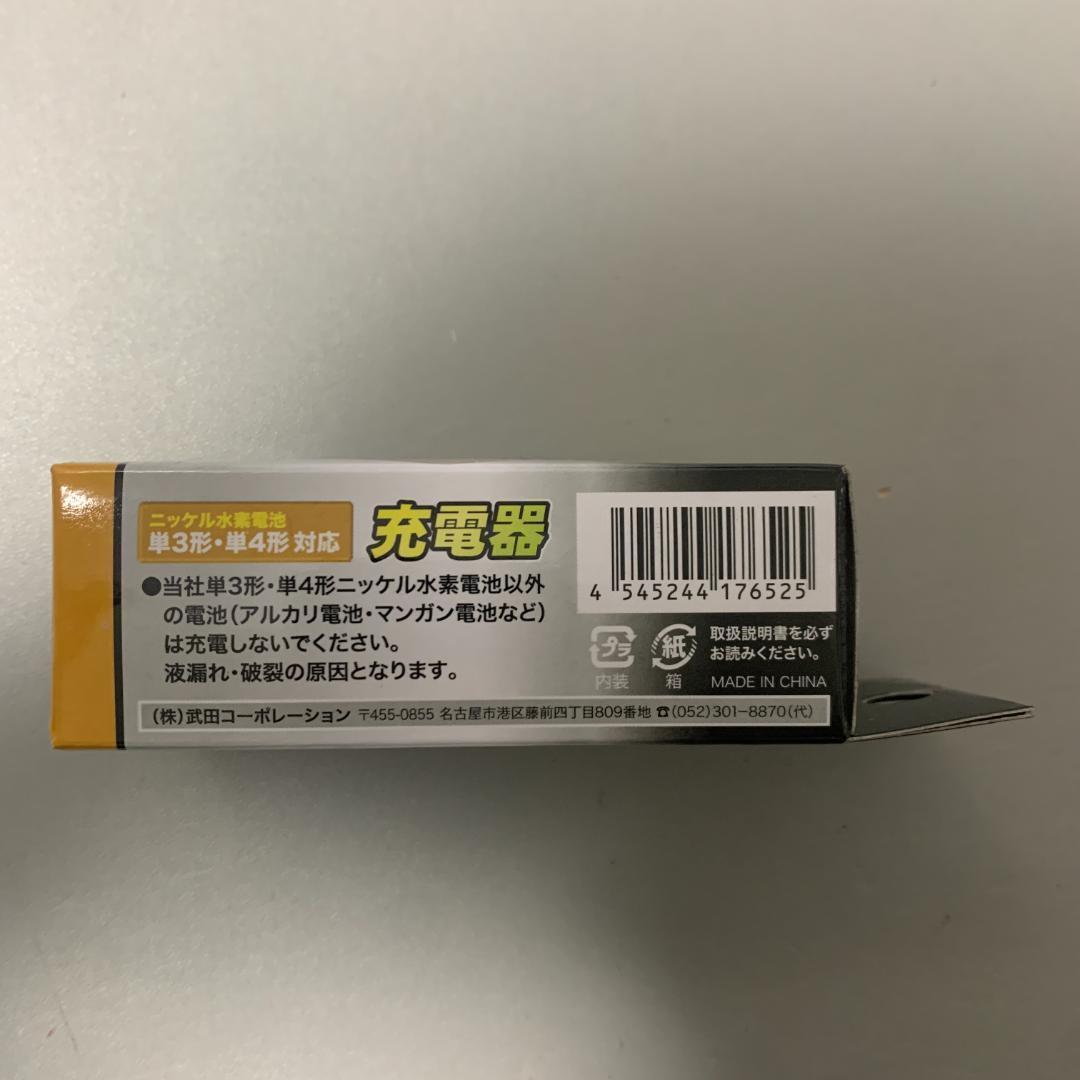 ニッケル水素電池
単3形・単4形 対応
充電器
●当社単3形・単4形ニッケル水素電池以外
の電池(アルカリ電池・マンガン電池など)
は充電しないでください。
液漏れ・破裂の原因となります。
4 545244 176525
プラ
内装
紙
箱
取扱説明書を必ず
お読みください。
MADE IN CHINA
(株)武田コーポレーション 〒455-0855 名古屋市港区藤前四丁目809番地 ☎(052)301-8870(代)